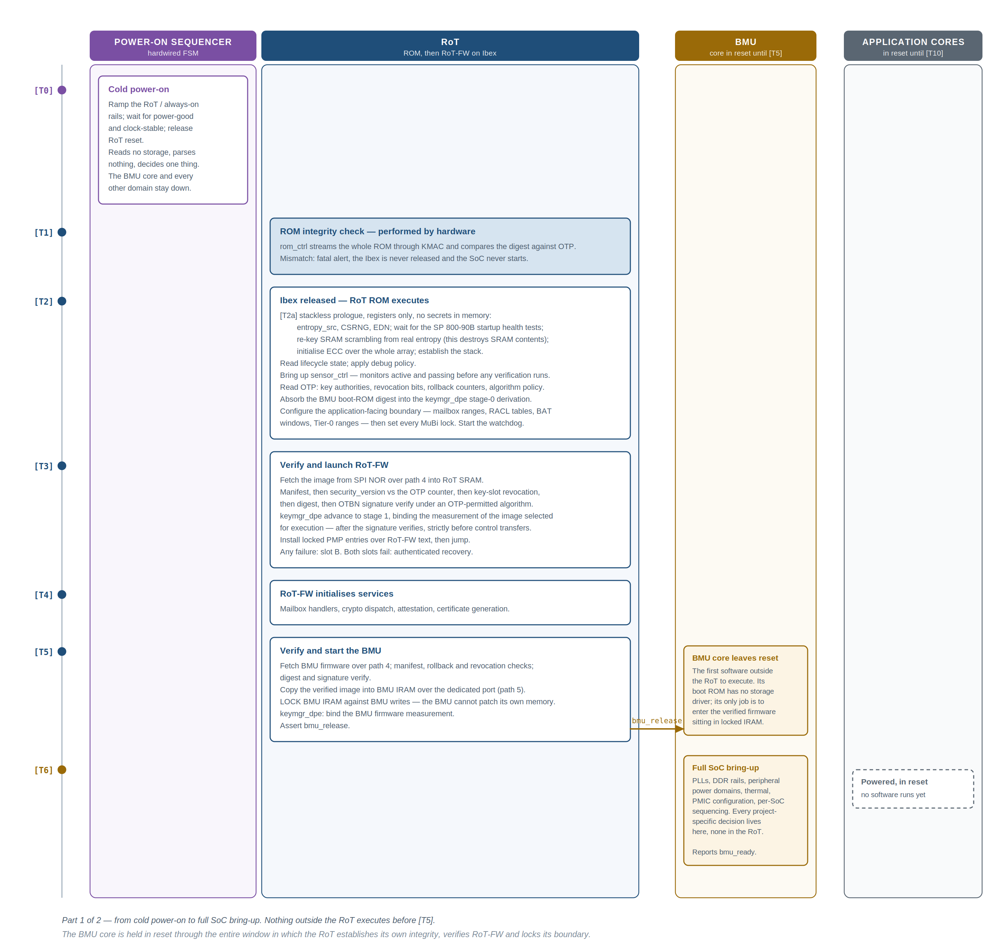 POWER-ON SEQUENCER
hardwired FSM
RoT
ROM, then RoT-FW on Ibex
BMU
core in reset until [T5]
APPLICATION CORES
in reset until [T10]
[T0]
Cold power-on
Ramp the RoT / always-on
rails; wait for power-good
and clock-stable; release
RoT reset.
Reads no storage, parses
nothing, decides one thing.
The BMU core and every
other domain stay down.
[T1]
ROM integrity check — performed by hardware
rom_ctrl streams the whole ROM through KMAC and compares the digest against OTP.
Mismatch: fatal alert, the Ibex is never released and the SoC never starts.
[T2]
Ibex released — RoT ROM executes
[T2a] stackless prologue, registers only, no secrets in memory:
entropy_src, CSRNG, EDN; wait for the SP 800-90B startup health tests;
re-key SRAM scrambling from real entropy (this destroys SRAM contents);
initialise ECC over the whole array; establish the stack.
Read lifecycle state; apply debug policy.
Bring up sensor_ctrl — monitors active and passing before any verification runs.
Read OTP: key authorities, revocation bits, rollback counters, algorithm policy.
Absorb the BMU boot-ROM digest into the keymgr_dpe stage-0 derivation.
Configure the application-facing boundary — mailbox ranges, RACL tables, BAT
windows, Tier-0 ranges — then set every MuBi lock. Start the watchdog.
[T3]
Verify and launch RoT-FW
Fetch the image from SPI NOR over path 4 into RoT SRAM.
Manifest, then security_version vs the OTP counter, then key-slot revocation,
then digest, then OTBN signature verify under an OTP-permitted algorithm.
keymgr_dpe advance to stage 1, binding the measurement of the image selected
for execution — after the signature verifies, strictly before control transfers.
Install locked PMP entries over RoT-FW text, then jump.
Any failure: slot B. Both slots fail: authenticated recovery.
[T4]
RoT-FW initialises services
Mailbox handlers, crypto dispatch, attestation, certificate generation.
[T5]
Verify and start the BMU
Fetch BMU firmware over path 4; manifest, rollback and revocation checks;
digest and signature verify.
Copy the verified image into BMU IRAM over the dedicated port (path 5).
LOCK BMU IRAM against BMU writes — the BMU cannot patch its own memory.
keymgr_dpe: bind the BMU firmware measurement.
Assert bmu_release.
bmu_release
BMU core leaves reset
The first software outside
the RoT to execute. Its
boot ROM has no storage
driver; its only job is to
enter the verified firmware
sitting in locked IRAM.
[T6]
Full SoC bring-up
PLLs, DDR rails, peripheral
power domains, thermal,
PMIC configuration, per-SoC
sequencing. Every project-
specific decision lives
here, none in the RoT.
Reports bmu_ready.
Powered, in reset
no software runs yet
Part 1 of 2 — from cold power-on to full SoC bring-up. Nothing outside the RoT executes before [T5].
The BMU core is held in reset through the entire window in which the RoT establishes its own integrity, verifies RoT-FW and locks its boundary.